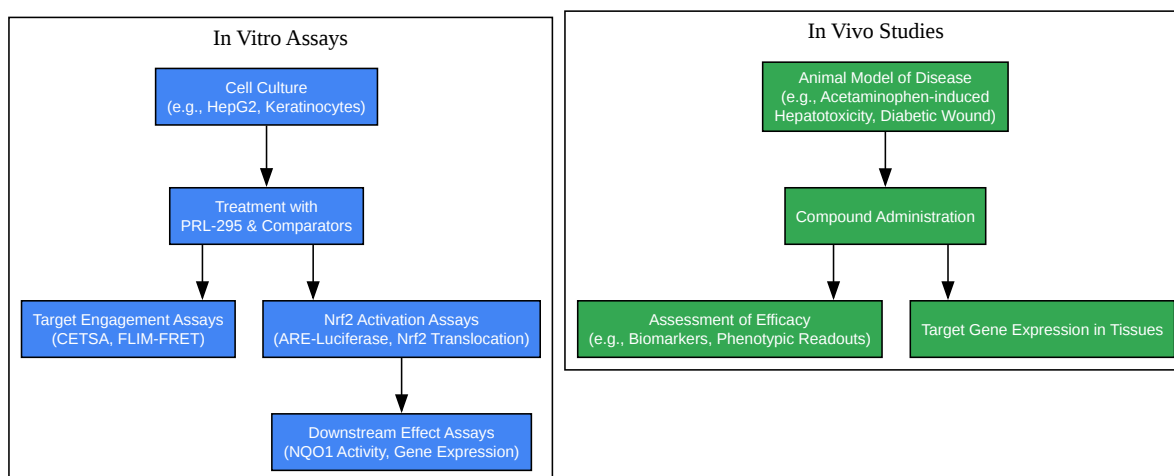 In Vitro Assays
Cell Culture
(e.g., HepG2, Keratinocytes)
Treatment with
PRL-295 & Comparators
Target Engagement Assays
(CETSA, FLIM-FRET)
Nrf2 Activation Assays
(ARE-Luciferase, Nrf2 Translocation)
Downstream Effect Assays
(NQO1 Activity, Gene Expression)
In Vivo Studies
Animal Model of Disease
(e.g., Acetaminophen-induced
Hepatotoxicity, Diabetic Wound)
Compound Administration
Assessment of Efficacy
(e.g., Biomarkers, Phenotypic Readouts)
Target Gene Expression in Tissues